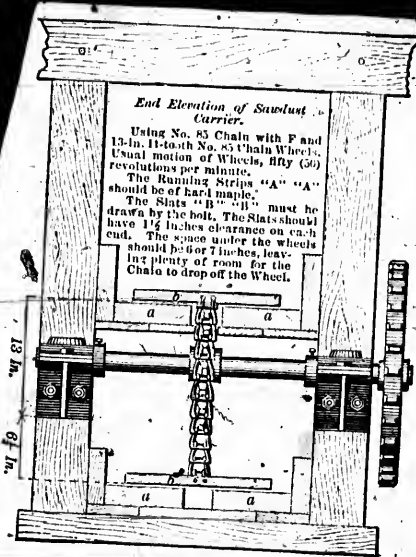 End Elevation of Sawdust
Carrier.
Using No. 85 Chain with F and
13-in. 11-tooth No. 85 Chain Wheels.
Usual motion of Wheels, fifty (50)
revolutions per minute.
The Running Strips "A" "A"
should be of hard maple.
The Slats "B" "B" must be
drawn by the bolt. The Slats should
have 1½ inches clearance on each
end. The space under the wheels
should be 6 or 7 inches, leav-
ing plenty of room for the
Chain to drop off the Wheel.
b
a a
13 In.
6½ In.
b
a a